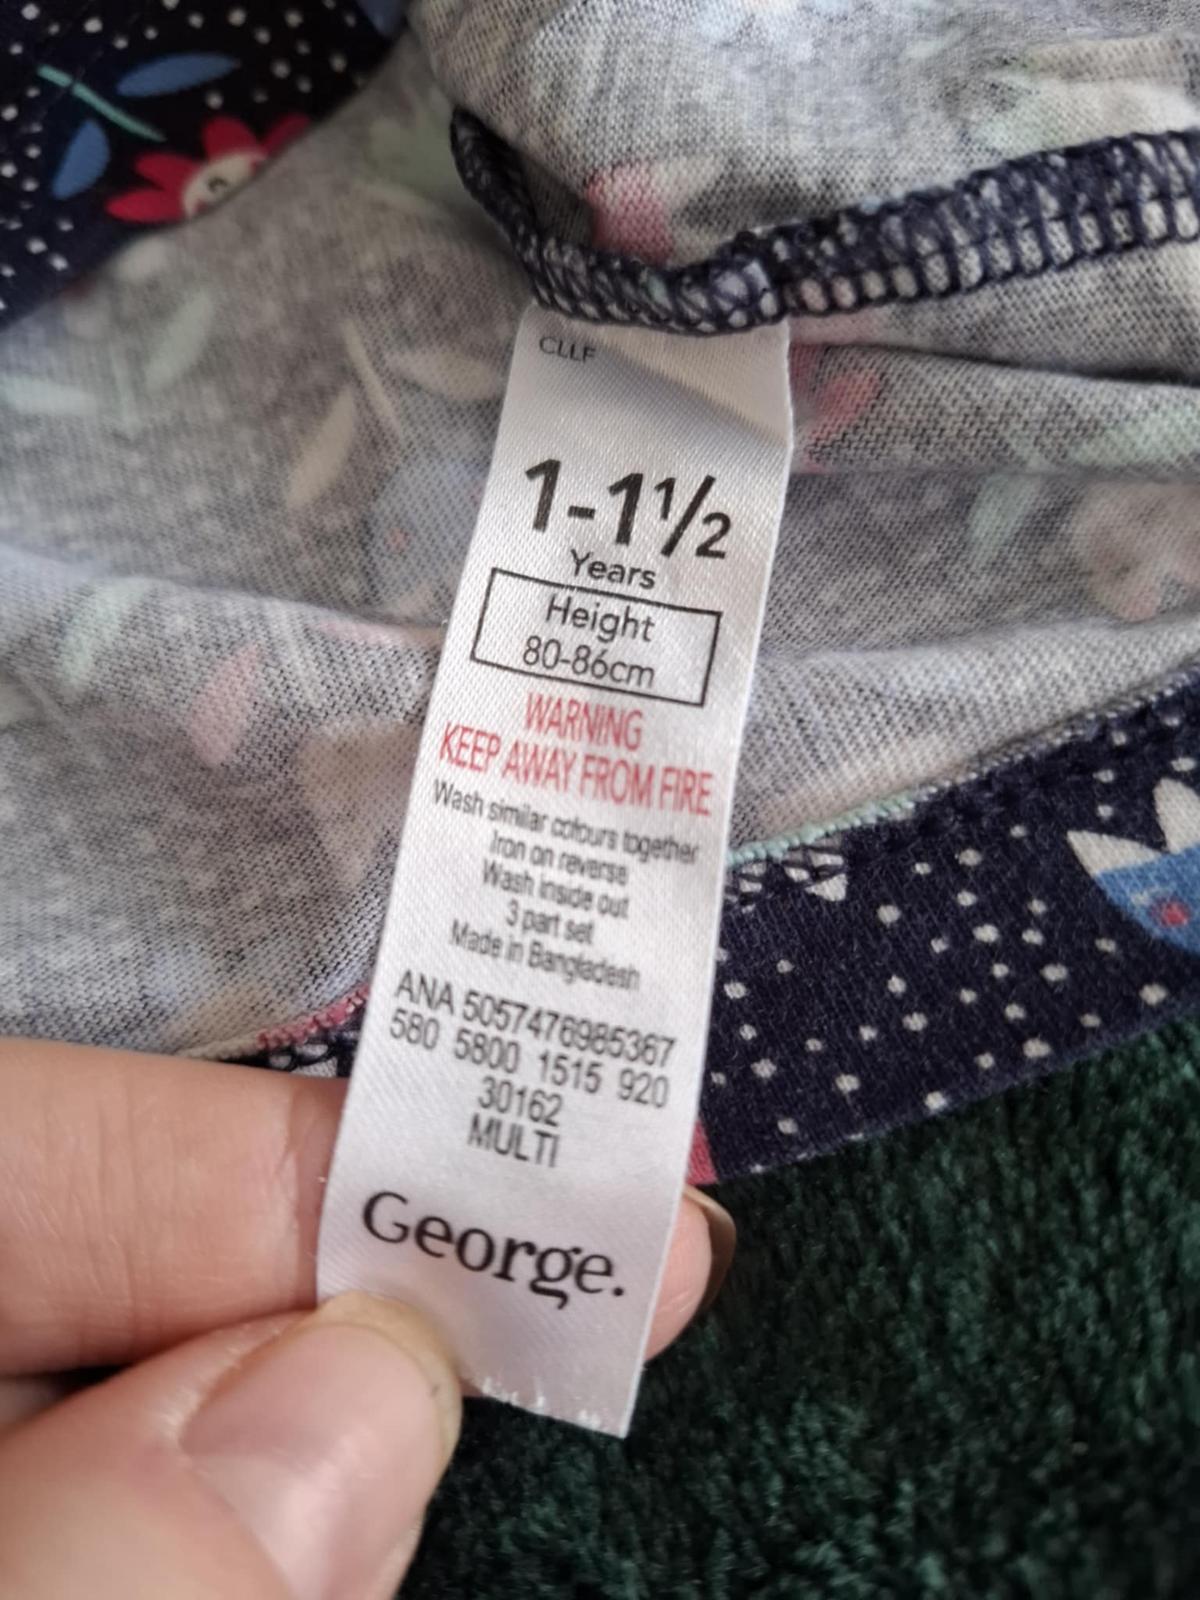 CLLF
1-1½
Years
Height
80-86cm
WARNING
KEEP AWAY FROM FIRE
Wash similar colours together
Iron on reverse
Wash inside out
3 part set
Made in Bangladesh
ANA 5057476985367
580 5800 1515 920
30162
MULTI
George.